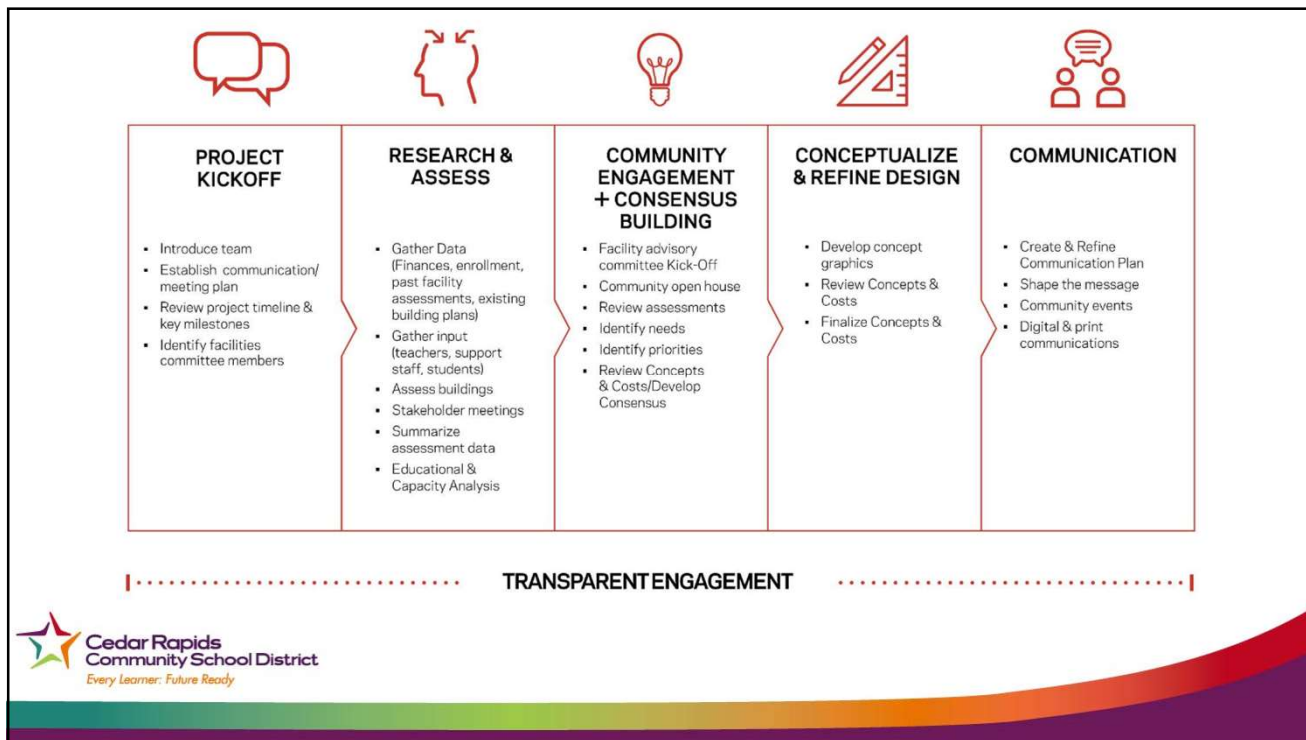 PROJECT
KICKOFF
▪ Introduce team
▪ Establish communication/
meeting plan
▪ Review project timeline &
key milestones
▪ Identify facilities
committee members
RESEARCH &
ASSESS
▪ Gather Data
(Finances, enrollment,
past facility
assessments, existing
building plans)
▪ Gather input
(teachers, support
staff, students)
▪ Assess buildings
▪ Stakeholder meetings
▪ Summarize
assessment data
▪ Educational &
Capacity Analysis
COMMUNITY
ENGAGEMENT
+ CONSENSUS
BUILDING
▪ Facility advisory
committee Kick-Off
▪ Community open house
▪ Review assessments
▪ Identify needs
▪ Identify priorities
▪ Review Concepts
& Costs/Develop
Consensus
CONCEPTUALIZE
& REFINE DESIGN
▪ Develop concept
graphics
▪ Review Concepts &
Costs
▪ Finalize Concepts &
Costs
COMMUNICATION
▪ Create & Refine
Communication Plan
▪ Shape the message
▪ Community events
▪ Digital & print
communications
TRANSPARENT ENGAGEMENT
Cedar Rapids
Community School District
Every Learner: Future Ready